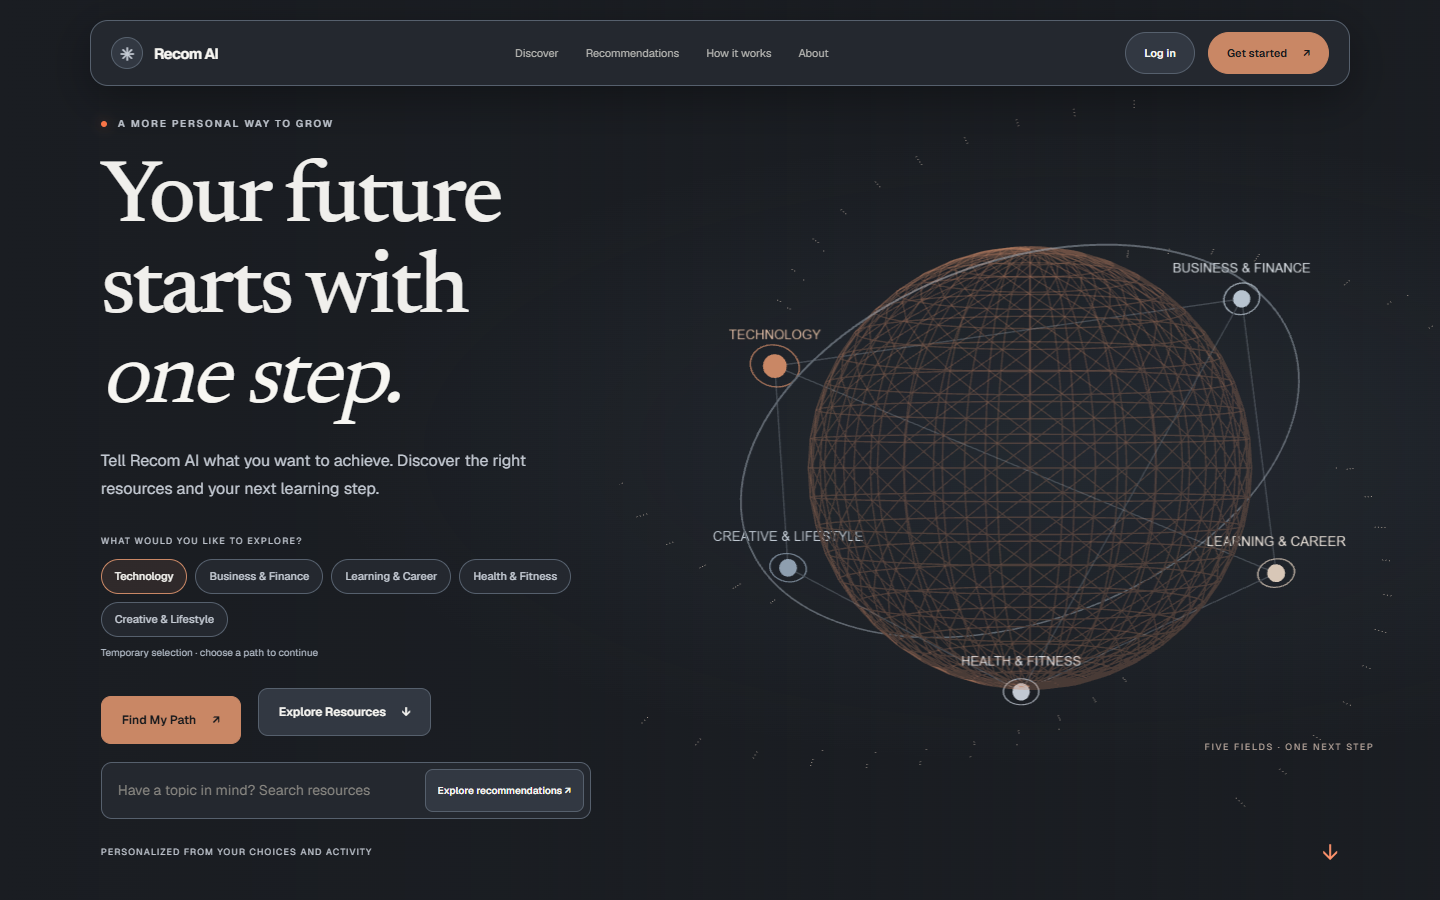 Recom AI
Discover
Recommendations
How it works
About
Log in
Get started ↗
A MORE PERSONAL WAY TO GROW
Your future
starts with
one step.
Tell Recom AI what you want to achieve. Discover the right
resources and your next learning step.
WHAT WOULD YOU LIKE TO EXPLORE?
Technology
Business & Finance
Learning & Career
Health & Fitness
Creative & Lifestyle
Temporary selection · choose a path to continue
Find My Path ↗
Explore Resources ↓
Have a topic in mind? Search resources
Explore recommendations ↗
PERSONALIZED FROM YOUR CHOICES AND ACTIVITY
BUSINESS & FINANCE
TECHNOLOGY
CREATIVE & LIFESTYLE
LEARNING & CAREER
HEALTH & FITNESS
FIVE FIELDS · ONE NEXT STEP
↓